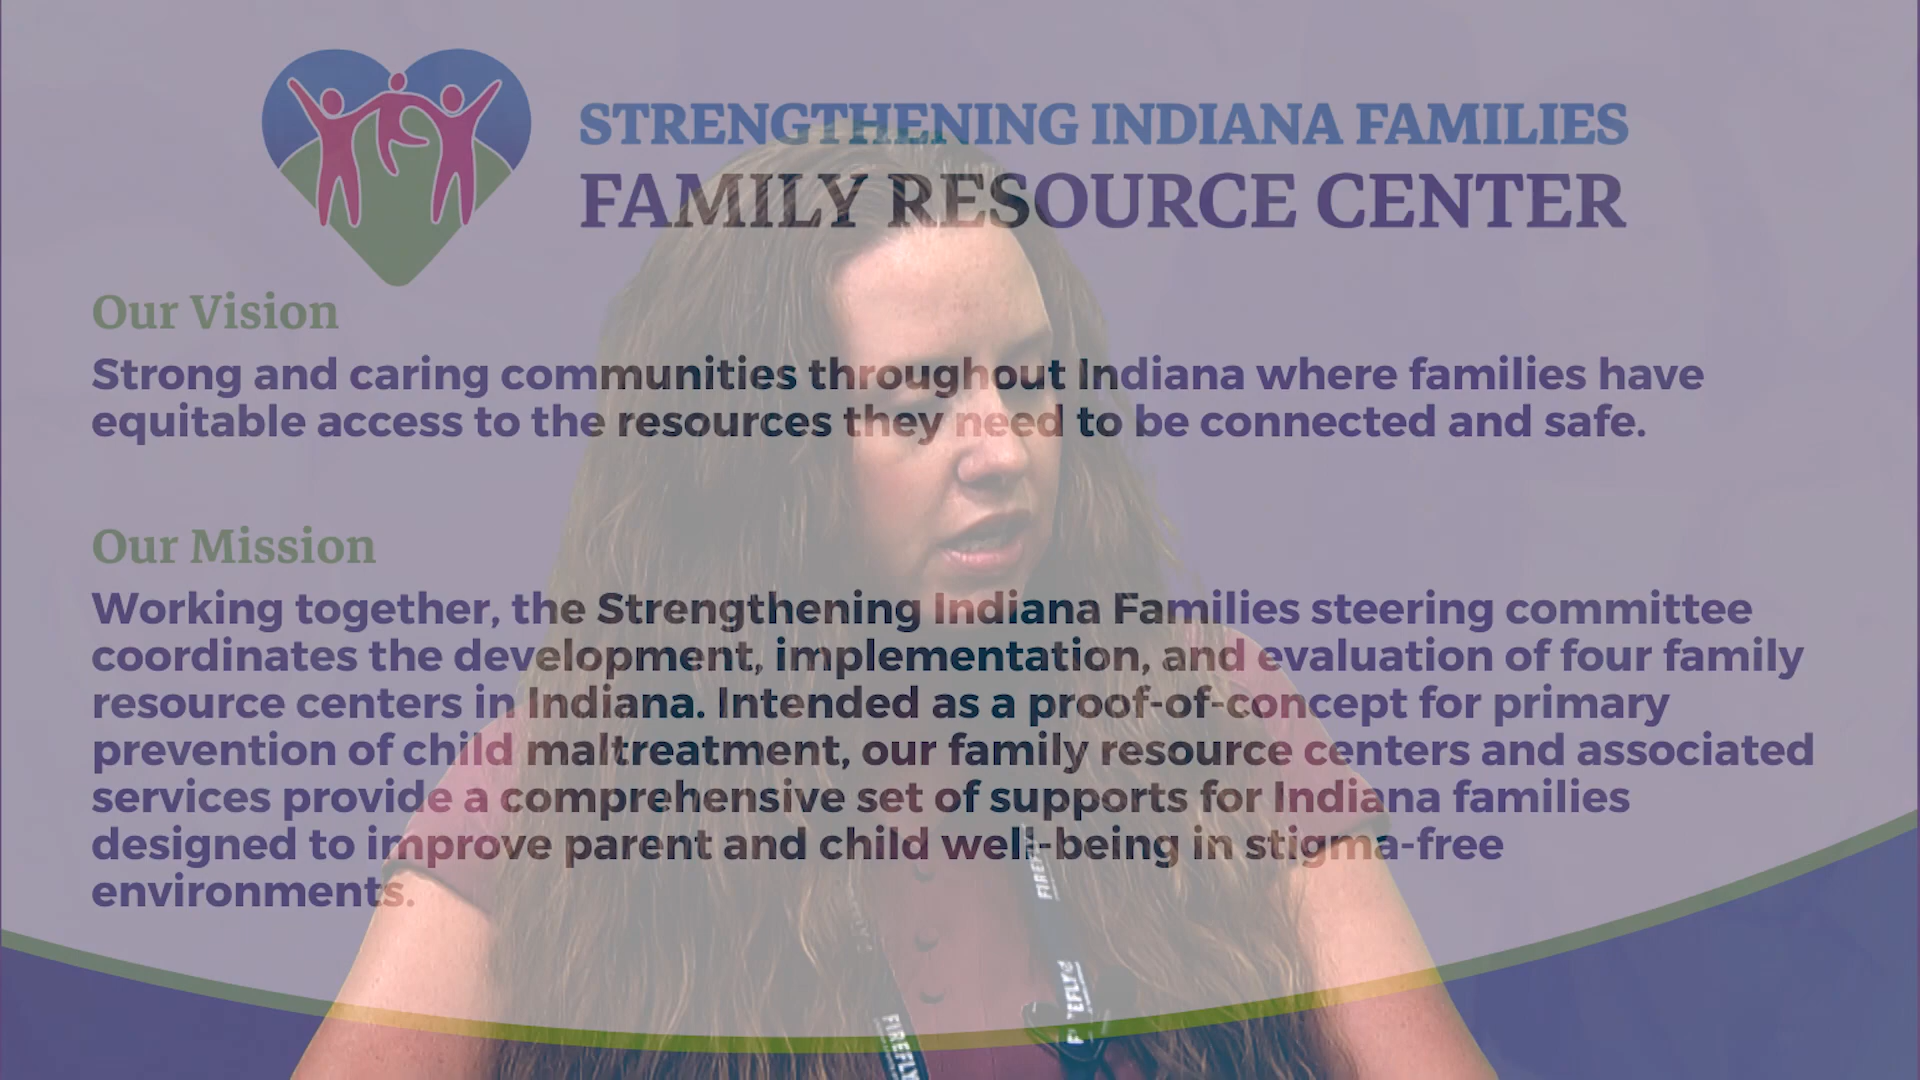 STRENGTHENING INDIANA FAMILIES
FAMILY RESOURCE CENTER
Our Vision
Strong and caring communities throughout Indiana where families have
equitable access to the resources they need to be connected and safe.
Our Mission
Working together, the Strengthening Indiana Families steering committee
coordinates the development, implementation, and evaluation of four family
resource centers in Indiana. Intended as a proof-of-concept for primary
prevention of child maltreatment, our family resource centers and associated
services provide a comprehensive set of supports for Indiana families
designed to improve parent and child well-being in stigma-free
environments.
FIREFLY
FIREFLY
FIREFLY